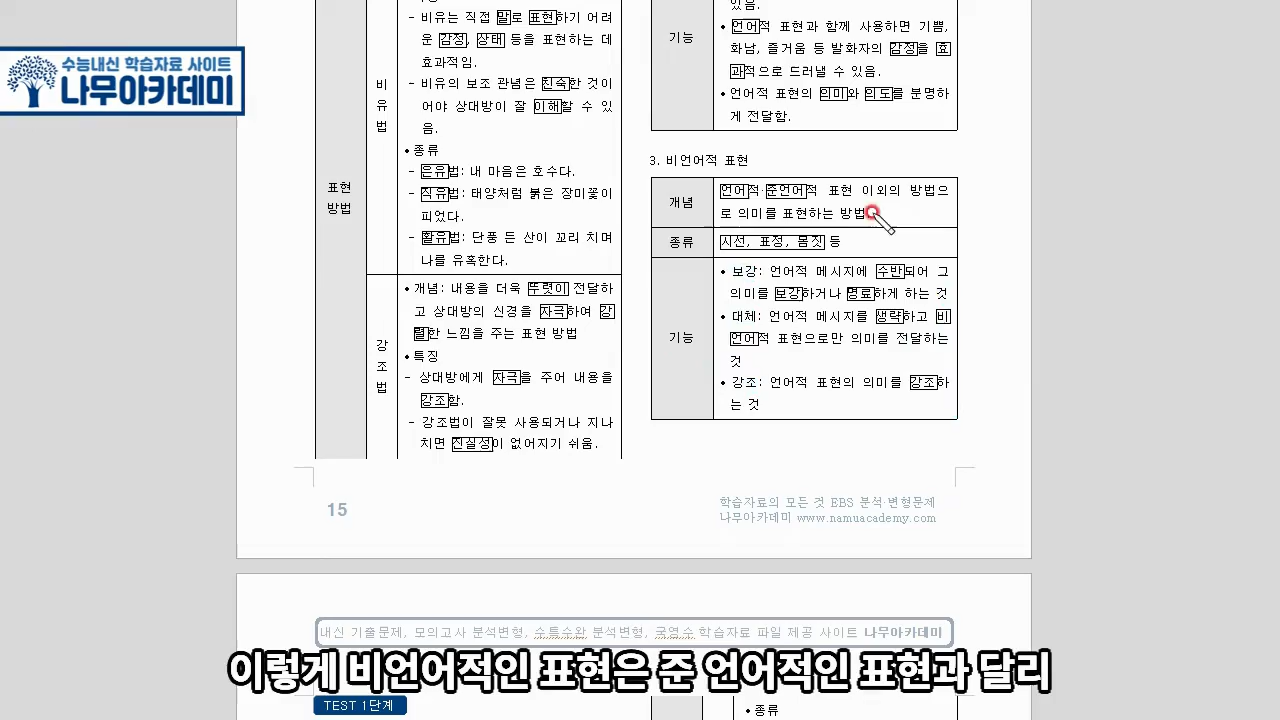 수능내신 학습자료 사이트
나무아카데미
표현
방법
비
유
법
- 비유는 직접 말로 표현하기 어려
운 감정, 상태 등을 표현하는 데
효과적임.
- 비유의 보조 관념은 친숙한 것이
어야 상대방이 잘 이해할 수 있
음.
• 종류
- 은유법: 내 마음은 호수다.
- 직유법: 태양처럼 붉은 장미꽃이
피었다.
- 활유법: 단풍 든 산이 꼬리 치며
나를 유혹한다.
강
조
법
• 개념: 내용을 더욱 뚜렷이 전달하
고 상대방의 신경을 자극하여 강
렬한 느낌을 주는 표현 방법
• 특징
- 상대방에게 자극을 주어 내용을
강조함.
- 강조법이 잘못 사용되거나 지나
치면 진실성이 없어지기 쉬움.
기능
있음.
• 언어적 표현과 함께 사용하면 기쁨,
화남, 즐거움 등 발화자의 감정을 효
과적으로 드러낼 수 있음.
• 언어적 표현의 의미와 의도를 분명하
게 전달함.
3. 비언어적 표현
개념
언어적·준언어적 표현 이외의 방법으
로 의미를 표현하는 방법
종류
시선, 표정, 몸짓 등
기능
• 보강: 언어적 메시지에 수반되어 그
의미를 보강하거나 명료하게 하는 것
• 대체: 언어적 메시지를 생략하고 비
언어적 표현으로만 의미를 전달하는
것
• 강조: 언어적 표현의 의미를 강조하
는 것
15
학습자료의 모든 것 EBS 분석·변형문제
나무아카데미 www.namuacademy.com
내신 기출문제, 모의고사 분석변형, 수특수완 분석변형, 국영수 학습자료 파일 제공 사이트 나무아카데미
이렇게 비언어적인 표현은 준 언어적인 표현과 달리
TEST 1단계
• 종류